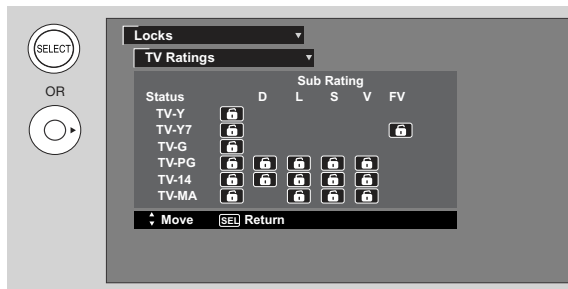 SELECT
OR
Locks
TV Ratings
Sub Rating
Status D L S V FV
TV-Y
TV-Y7
TV-G
TV-PG
TV-14
TV-MA
Move SEL Return